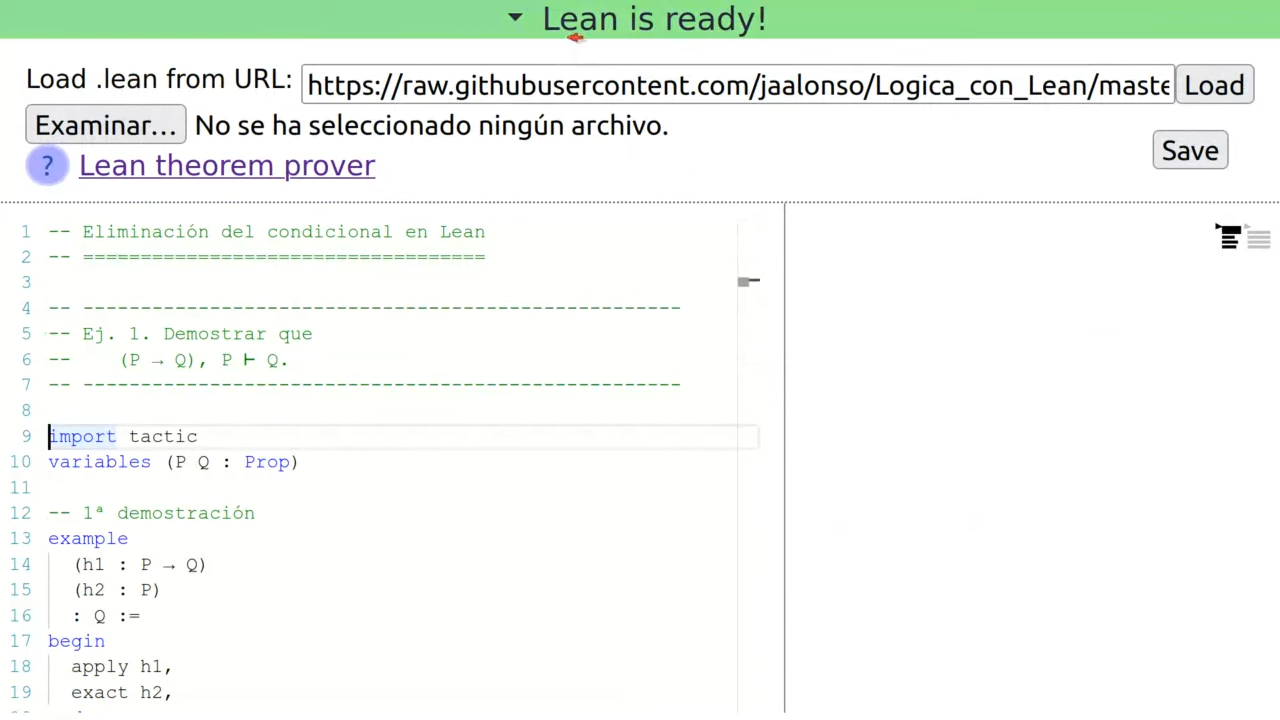 Lean is ready!
Load .lean from URL: https://raw.githubusercontent.com/jaalonso/Logica_con_Lean/maste Load
Examinar... No se ha seleccionado ningún archivo.
Save
? Lean theorem prover
1 -- Eliminación del condicional en Lean
2 -- ===================================
3
4 -- ----------------------------------------------------
5 -- Ej. 1. Demostrar que
6 --    (P → Q), P ⊢ Q.
7 -- ----------------------------------------------------
8
9 import tactic
10 variables (P Q : Prop)
11
12 -- 1ª demostración
13 example
14   (h1 : P → Q)
15   (h2 : P)
16   : Q :=
17 begin
18   apply h1,
19   exact h2,